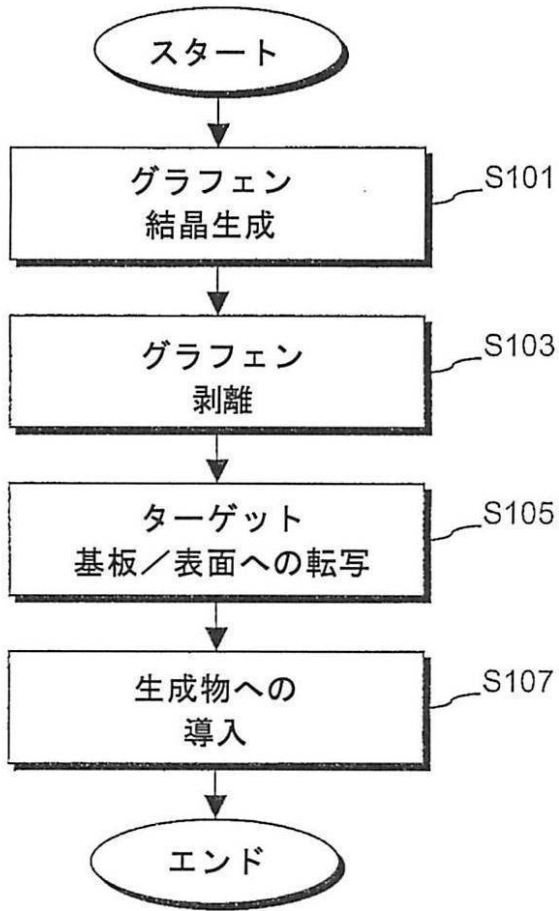 スタート
グラフェン
結晶生成
S101
グラフェン
剥離
S103
ターゲット
基板／表面への転写
S105
生成物への
導入
S107
エンド